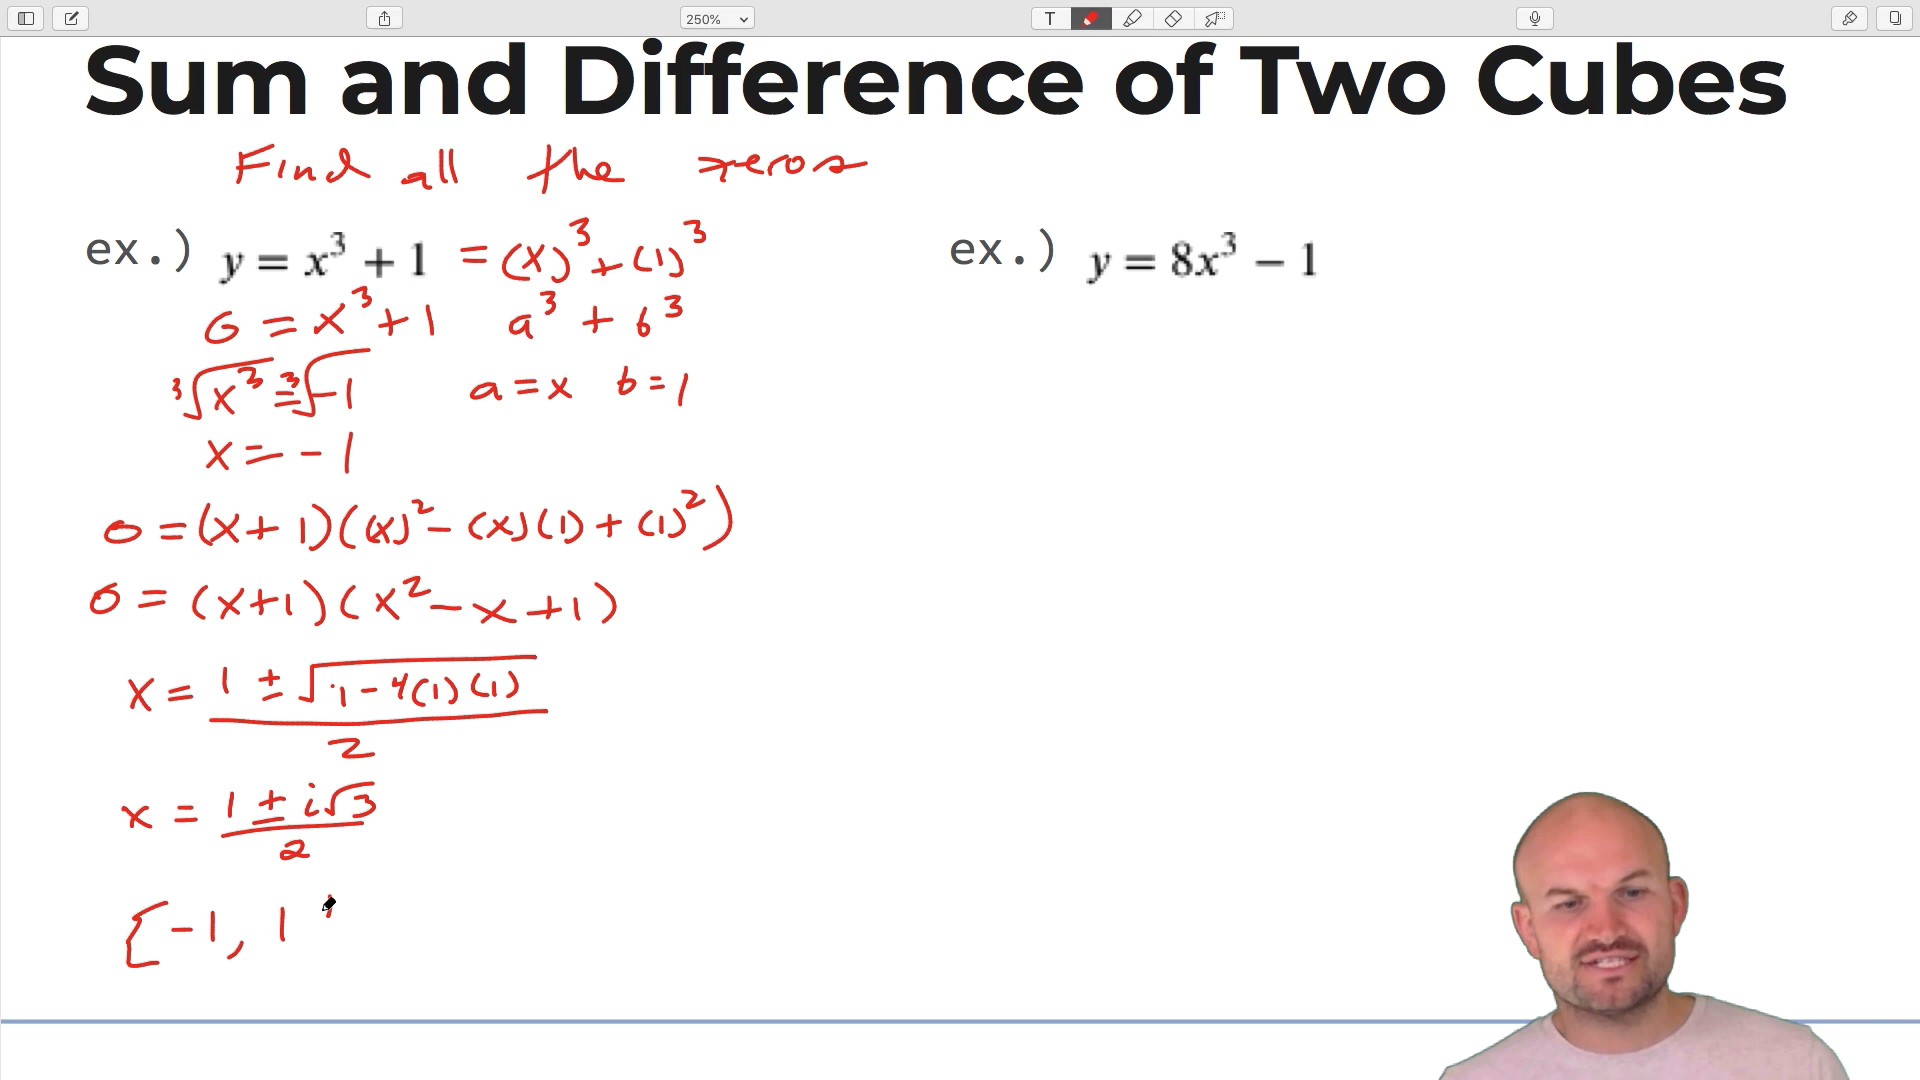 250%
T
Sum and Difference of Two Cubes
Find all the zeros
ex.) y = x³ + 1 = (x)³ + (1)³
0 = x³ + 1 a³ + b³
∛x³ = ∛-1 a = x b = 1
x = -1
0 = (x + 1)((x)² - (x)(1) + (1)²)
0 = (x+1)(x² - x + 1)
x = 1 ± √1 - 4(1)(1)
2
x = 1 ± i√3
2
[-1, 1
ex.) y = 8x³ − 1